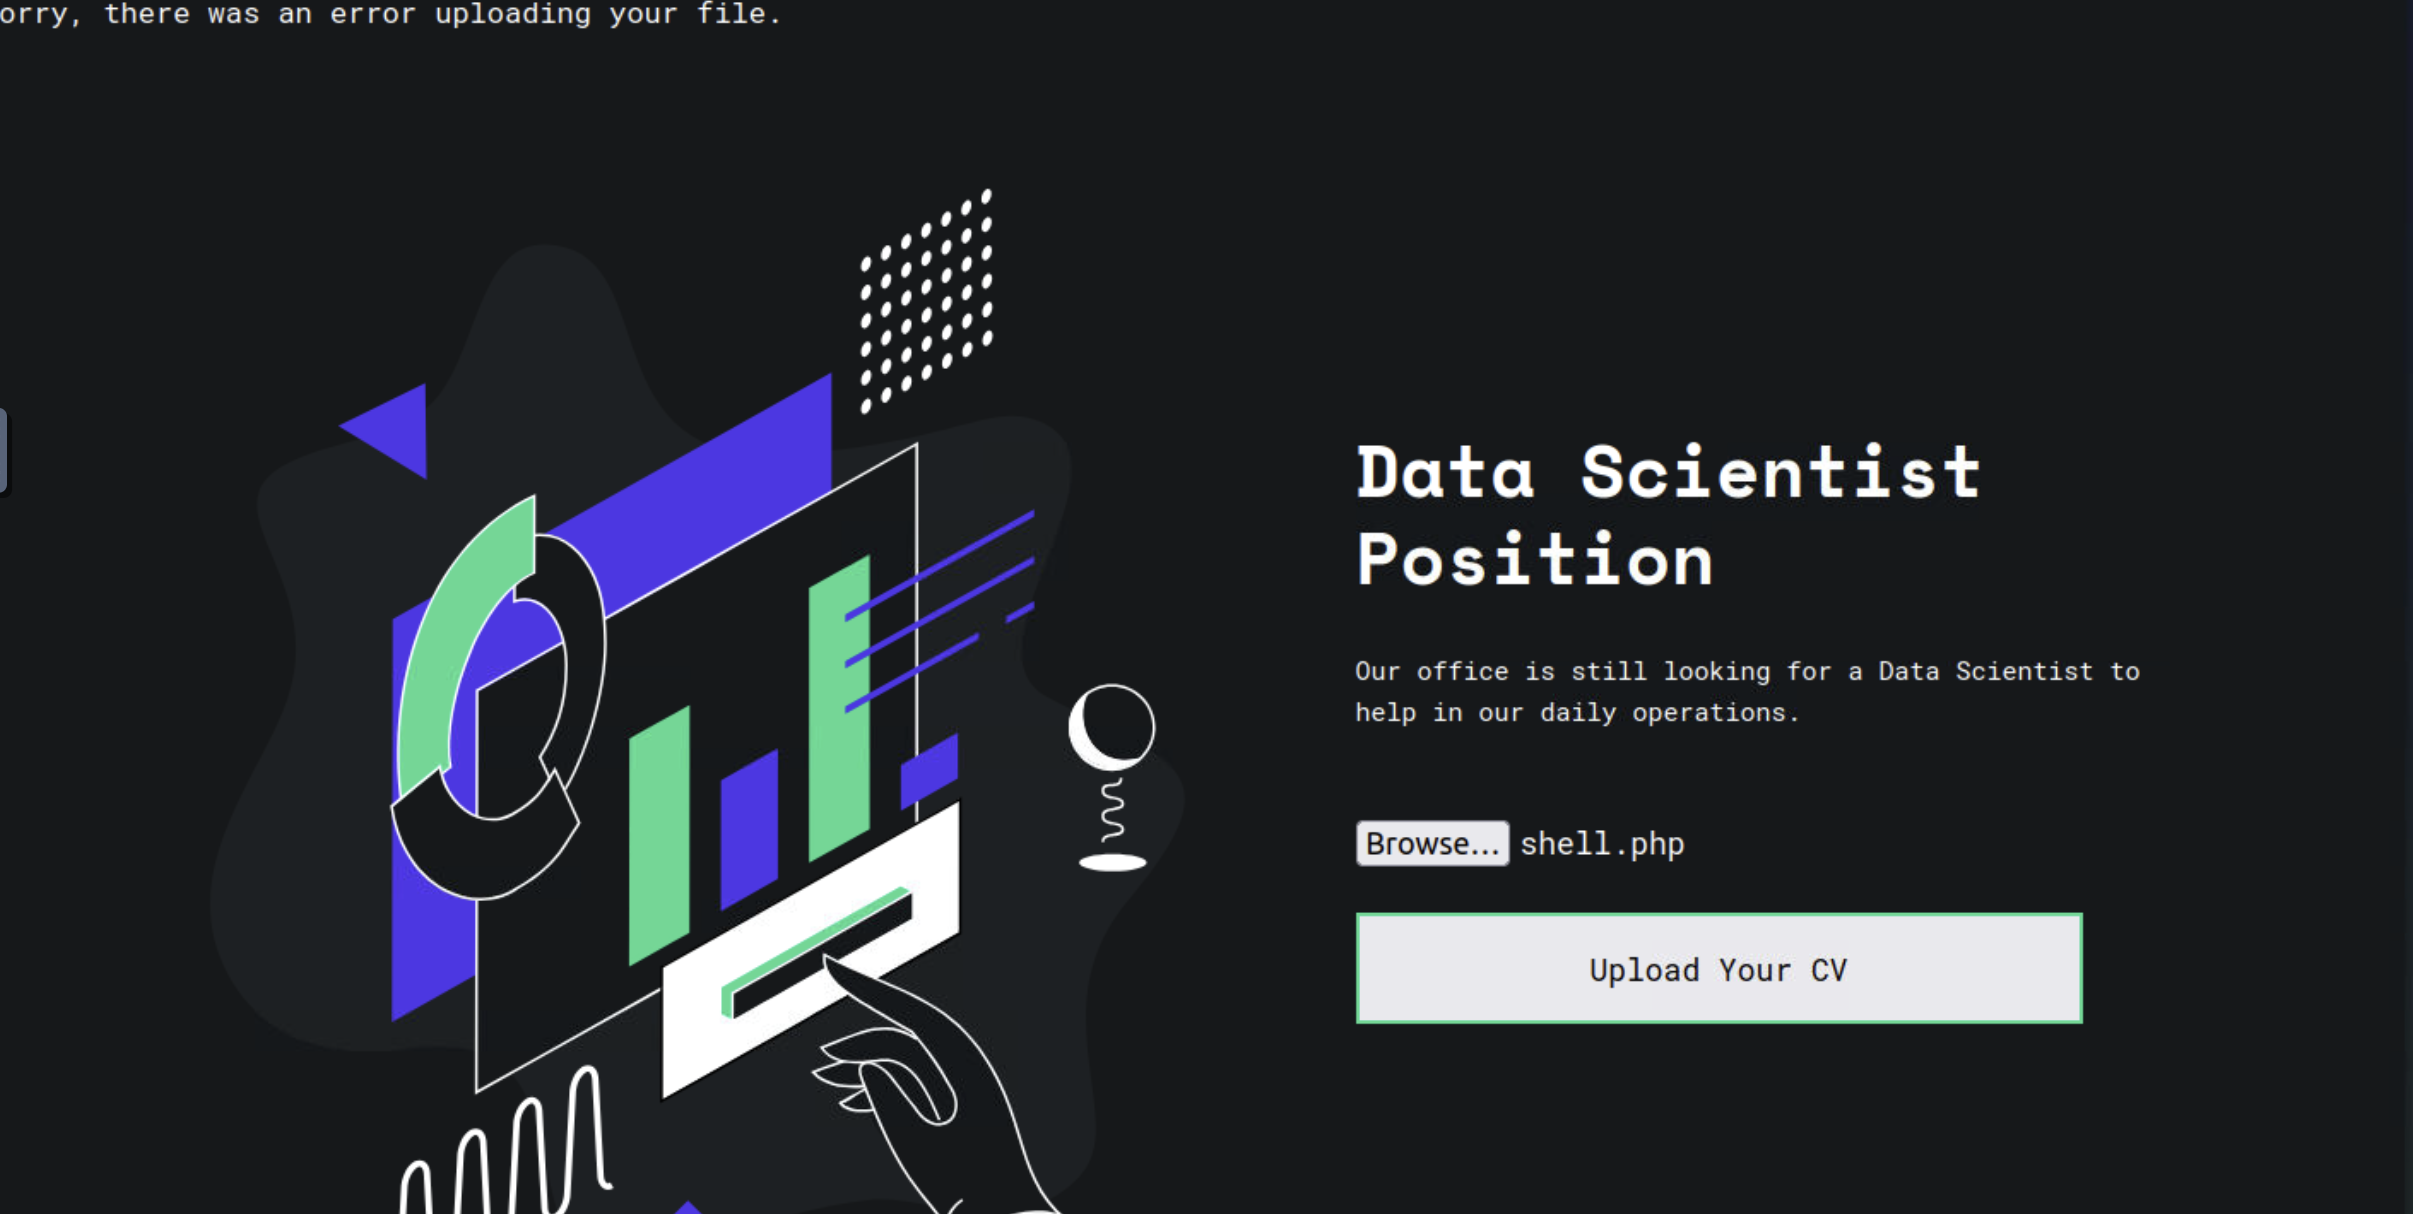 orry, there was an error uploading your file.
Data Scientist
Position
Our office is still looking for a Data Scientist to
help in our daily operations.
Browse... shell.php
Upload Your CV